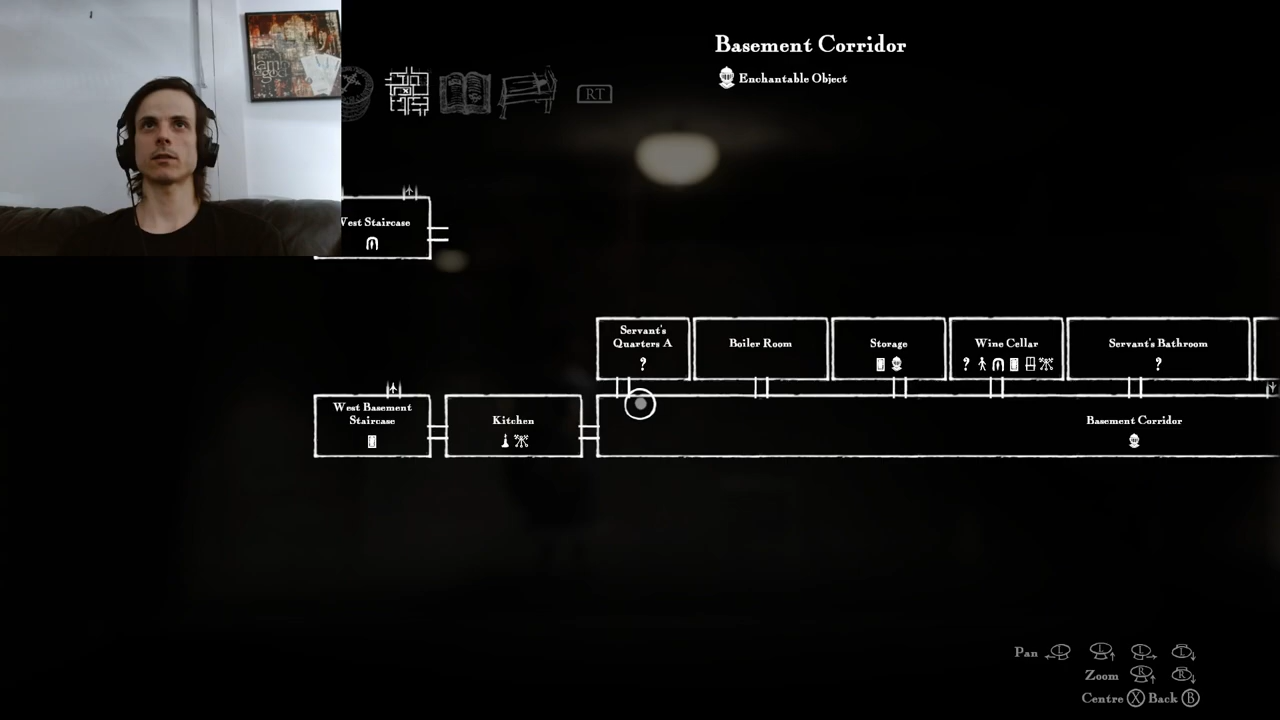 Basement Corridor
Enchantable Object
RT
West Staircase
Servant's
Quarters A
?
Boiler Room
Storage
Wine Cellar
?
Servant's Bathroom
?
West Basement
Staircase
Kitchen
Basement Corridor
Pan L L L L
Zoom R R
Centre X Back B